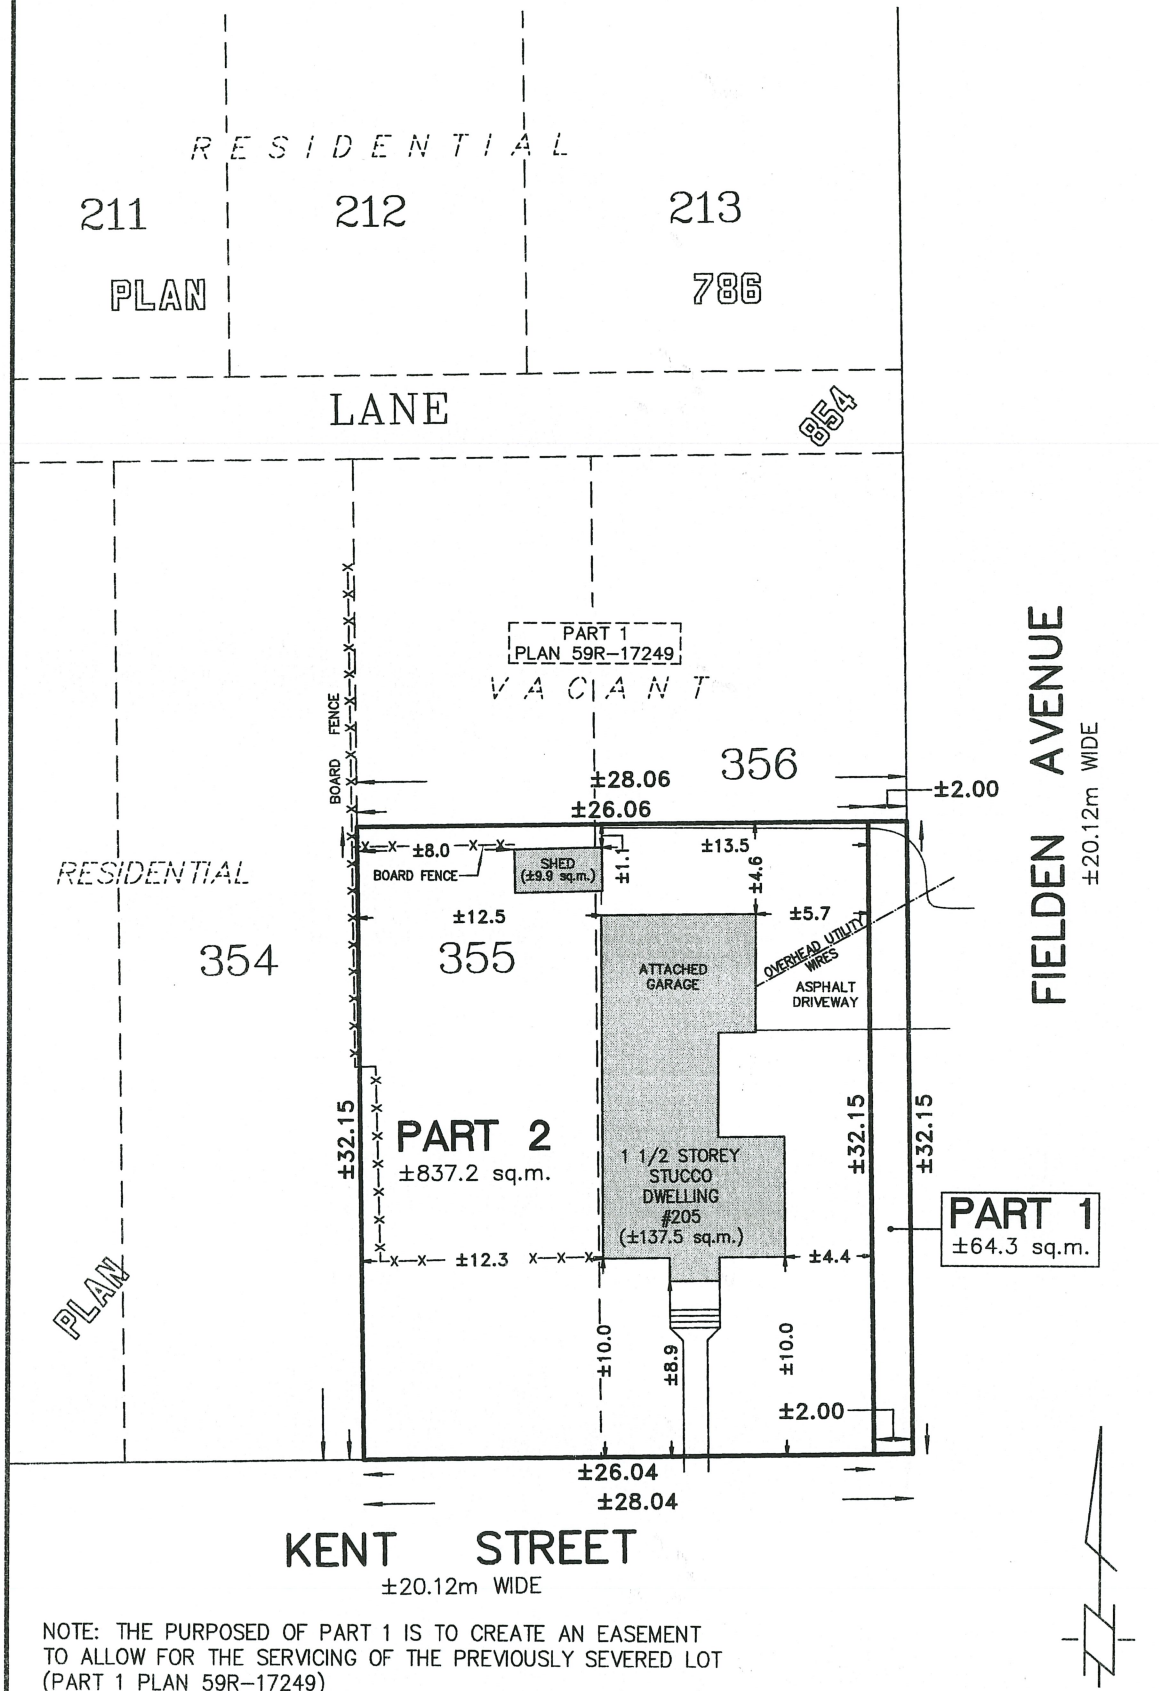 RESIDENTIAL
211
212
213
PLAN
786
LANE
854
PART 1
PLAN 59R-17249
VACANT
BOARD FENCE
356
±28.06
±26.06
±2.00
FIELDEN AVENUE
±20.12m WIDE
±8.0
BOARD FENCE
SHED
(±9.9 sq.m.)
±1.1
±13.5
±4.6
RESIDENTIAL
±12.5
±5.7
354
355
ATTACHED
GARAGE
OVERHEAD UTILITY
WIRES
ASPHALT
DRIVEWAY
±32.15
PART 2
±837.2 sq.m.
±32.15
±32.15
1 1/2 STOREY
STUCCO
DWELLING
#205
(±137.5 sq.m.)
PART 1
±64.3 sq.m.
±12.3
±4.4
PLAN
±10.0
±8.9
±10.0
±2.00
±26.04
±28.04
KENT STREET
±20.12m WIDE
NOTE: THE PURPOSED OF PART 1 IS TO CREATE AN EASEMENT
TO ALLOW FOR THE SERVICING OF THE PREVIOUSLY SEVERED LOT
(PART 1 PLAN 59R-17249)